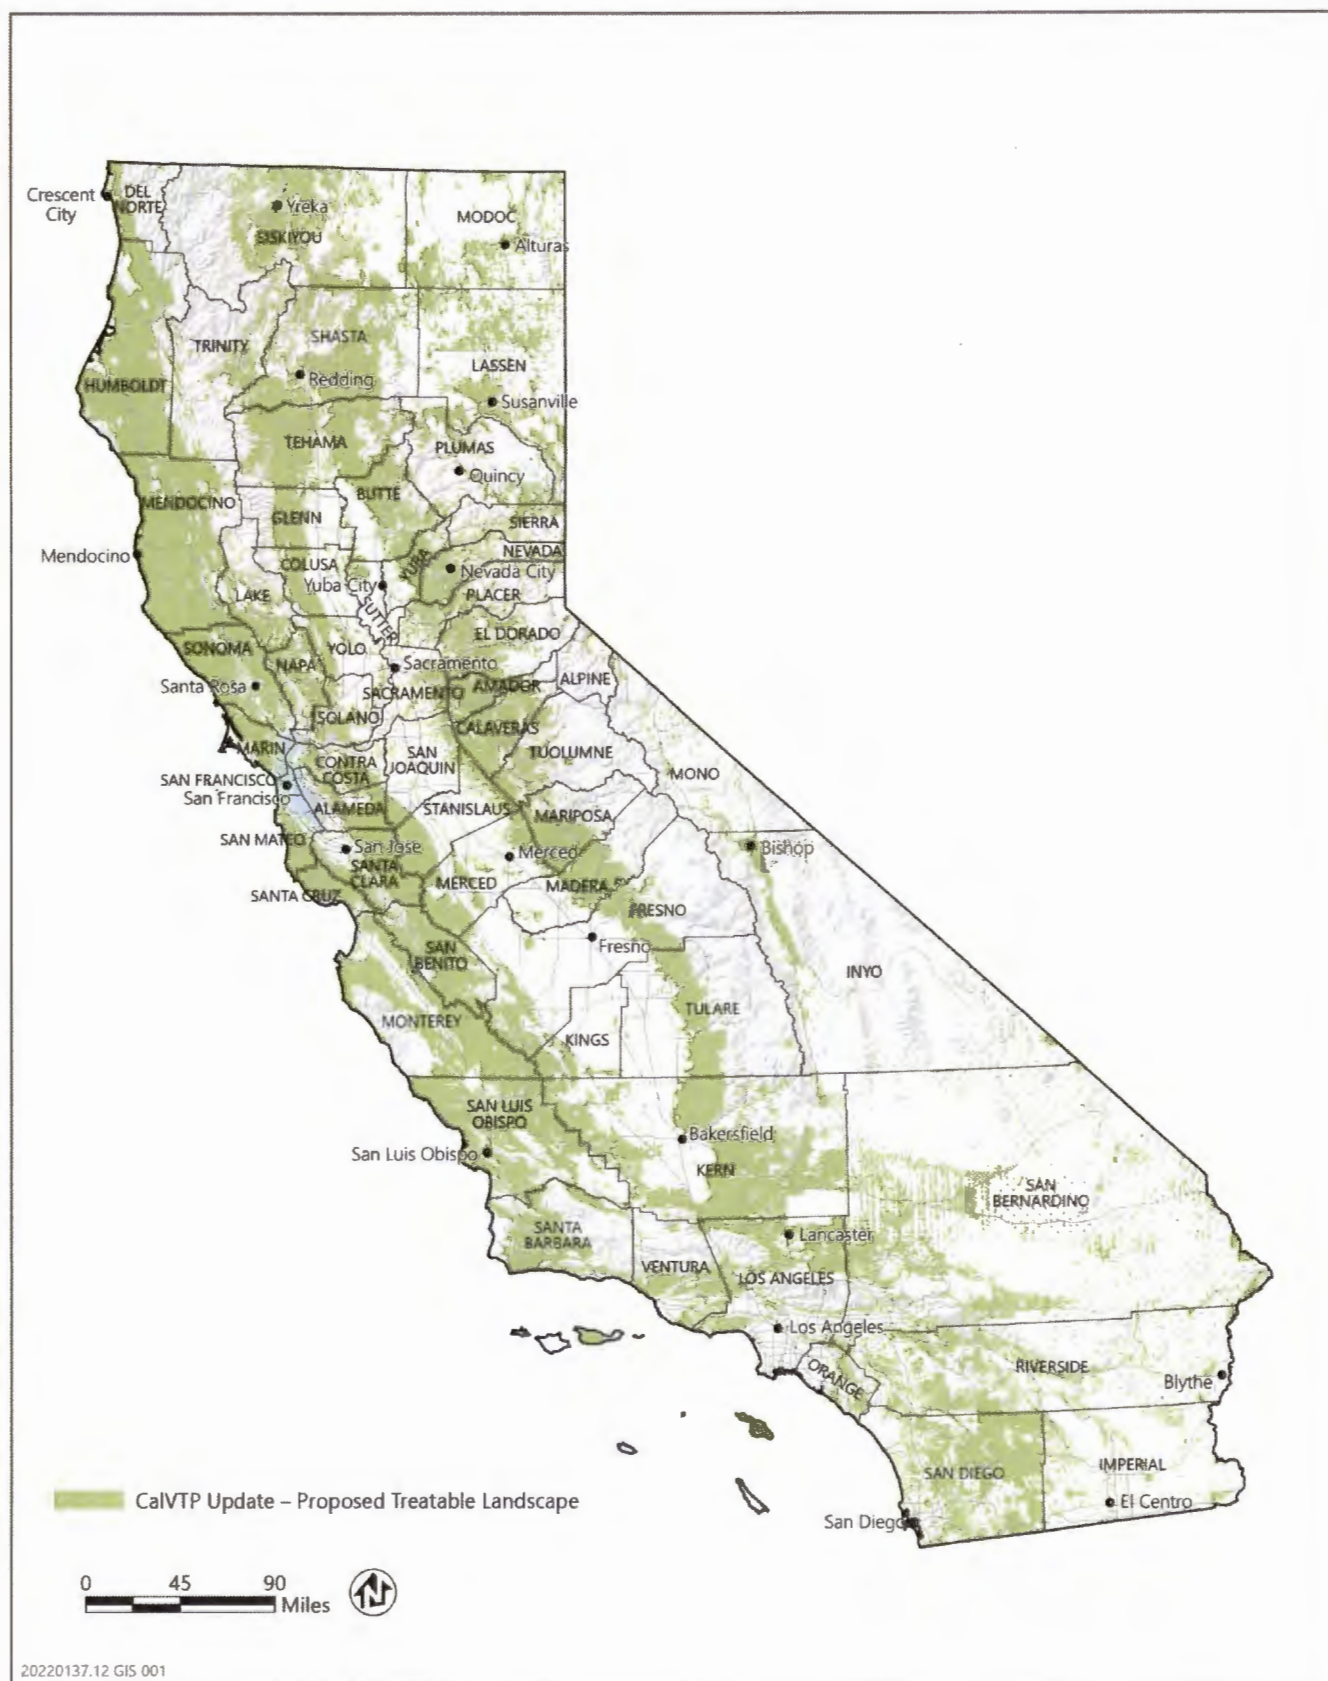 Crescent
City
DEL
NORTE
Yreka
SISKIYOU
MODOC
Alturas
TRINITY
SHASTA
Redding
LASSEN
Susanville
HUMBOLDT
TEHAMA
PLUMAS
Quincy
MENDOCINO
BUTTE
GLENN
SIERRA
Mendocino
COLUSA
YUBA
NEVADA
Nevada City
Yuba City
LAKE
SUTTER
PLACER
EL DORADO
SONOMA
NAPA
YOLO
Sacramento
ALPINE
Santa Rosa
SACRAMENTO
AMADOR
SOLANO
CALAVERAS
MARIN
CONTRA
COSTA
SAN
JOAQUIN
TUOLUMNE
MONO
SAN FRANCISCO
San Francisco
ALAMEDA
STANISLAUS
MARIPOSA
SAN MATEO
San Jose
Merced
Bishop
SANTA
CLARA
SANTA CRUZ
MERCED
MADERA
FRESNO
SAN
BENITO
Fresno
INYO
MONTEREY
TULARE
KINGS
SAN LUIS
OBISPO
San Luis Obispo
Bakersfield
KERN
SAN
BERNARDINO
SANTA
BARBARA
Lancaster
VENTURA
LOS ANGELES
Los Angeles
ORANGE
RIVERSIDE
Blythe
SAN DIEGO
IMPERIAL
El Centro
San Diego
CalVTP Update – Proposed Treatable Landscape
0 45 90
Miles
N
20220137.12 GIS 001